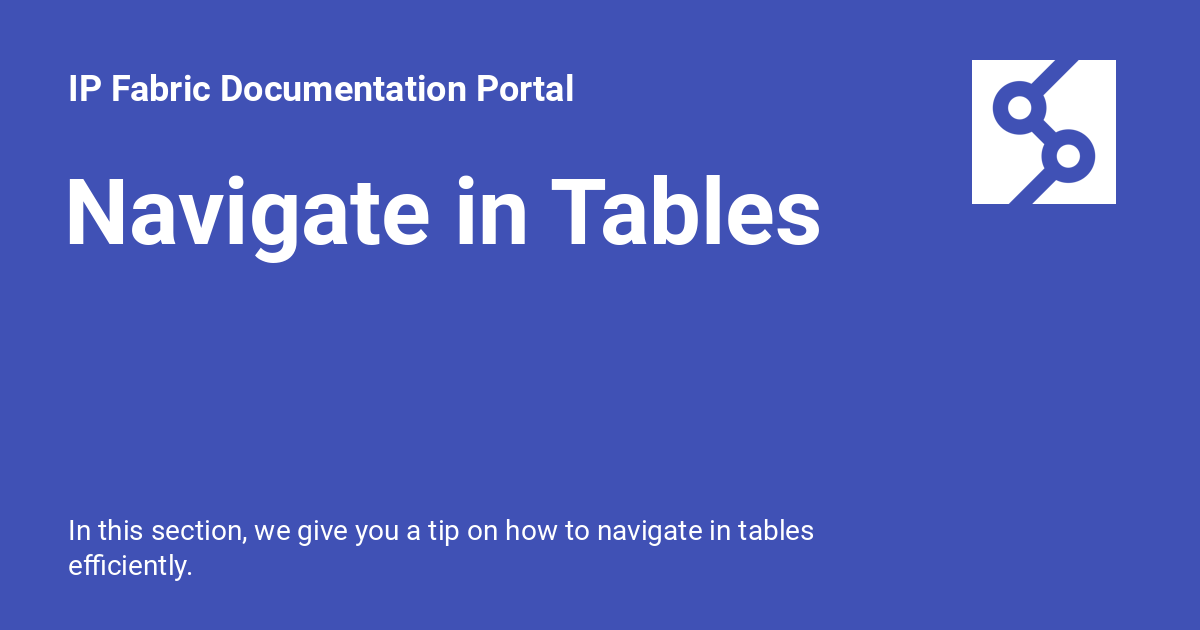 IP Fabric Documentation Portal
Navigate in Tables
In this section, we give you a tip on how to navigate in tables
efficiently.